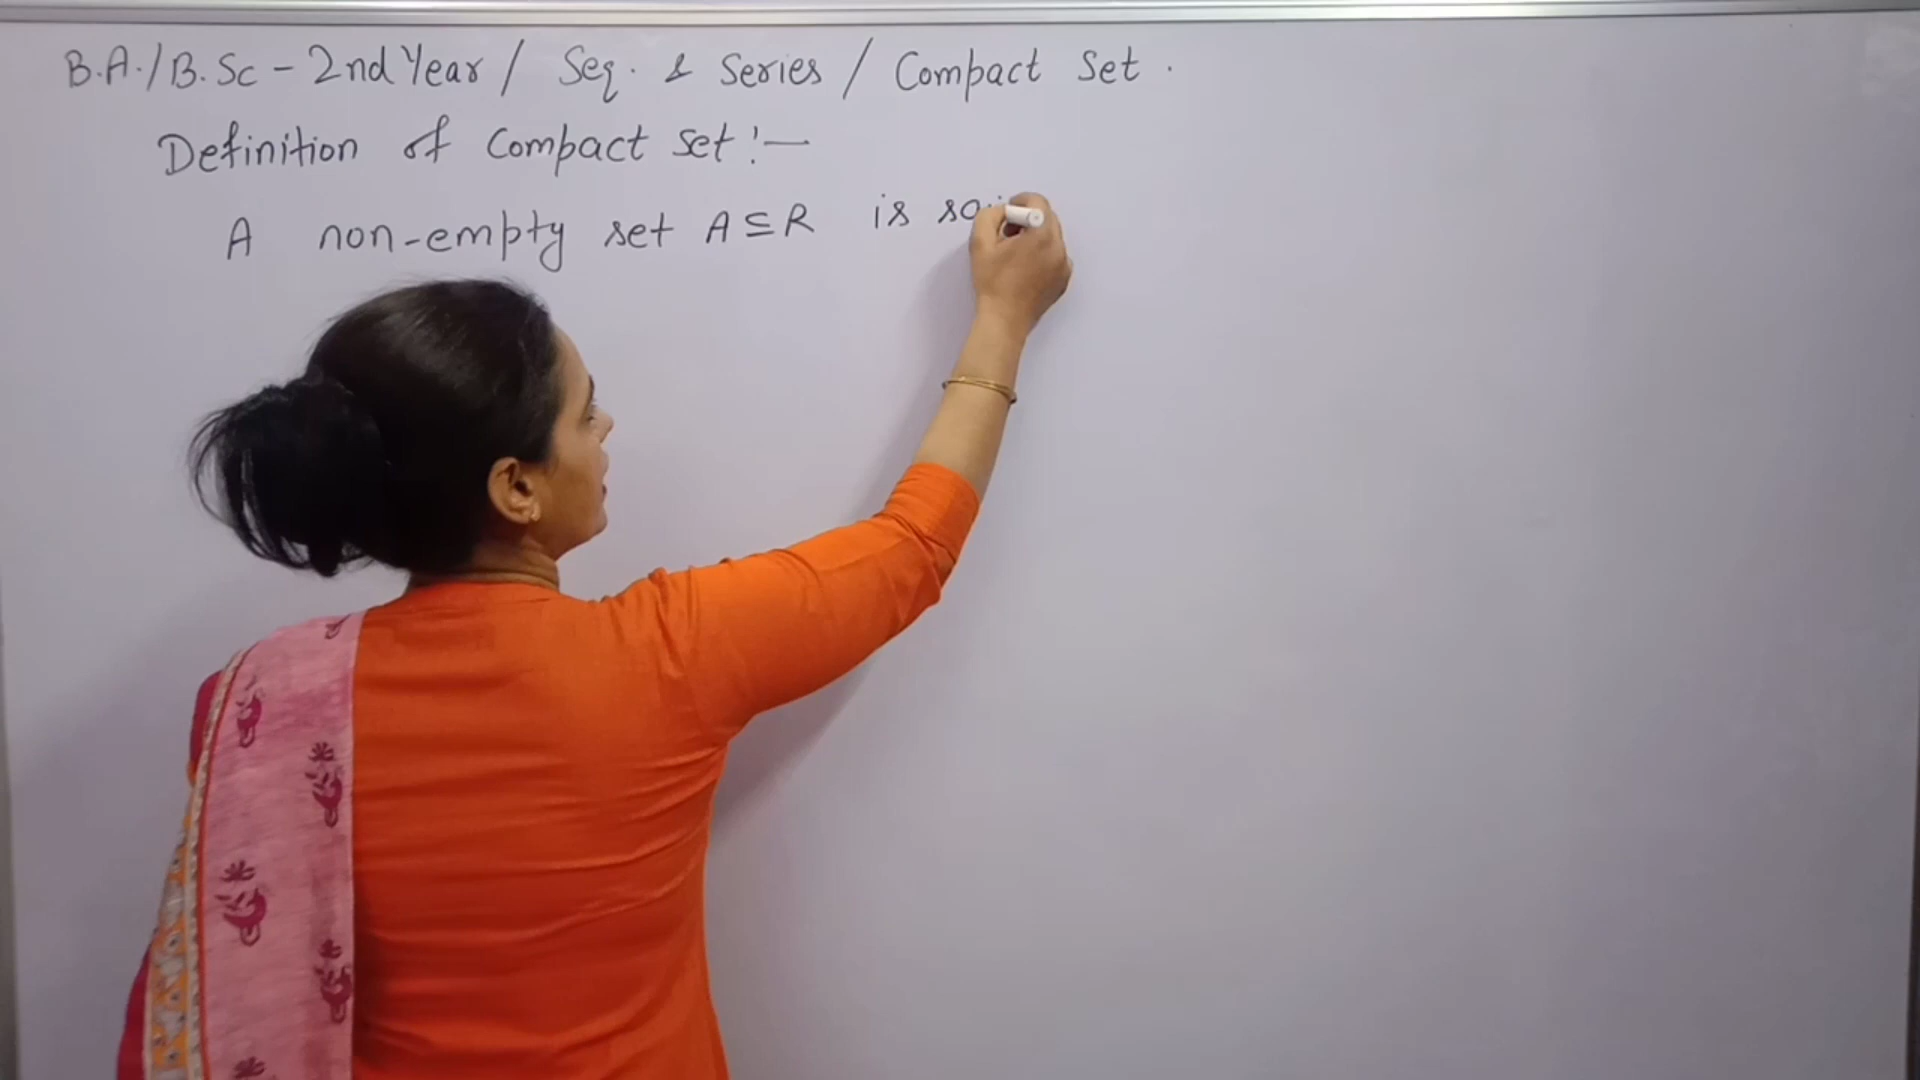 B.A./B.Sc - 2nd Year / Seq. & Series / Compact Set.
Definition of Compact set :-
A non-empty set A ⊆ R is